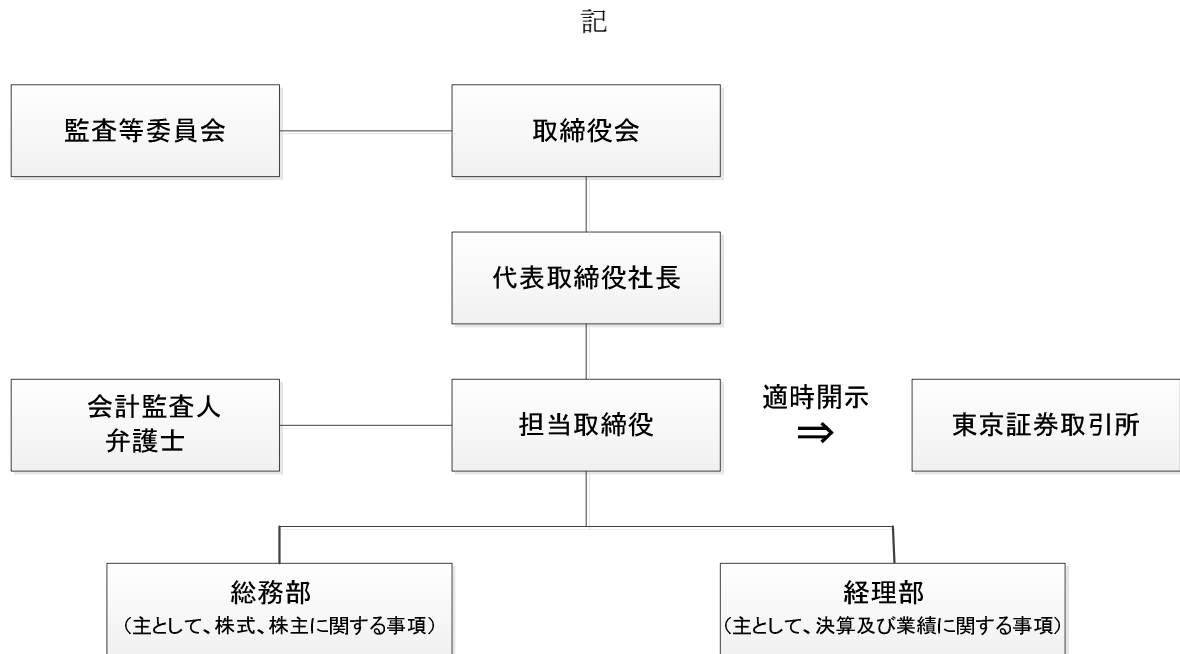 記
監査等委員会
取締役会
代表取締役社長
会計監査人
弁護士
担当取締役
適時開示
⇒
東京証券取引所
総務部
（主として、株式、株主に関する事項）
経理部
（主として、決算及び業績に関する事項）